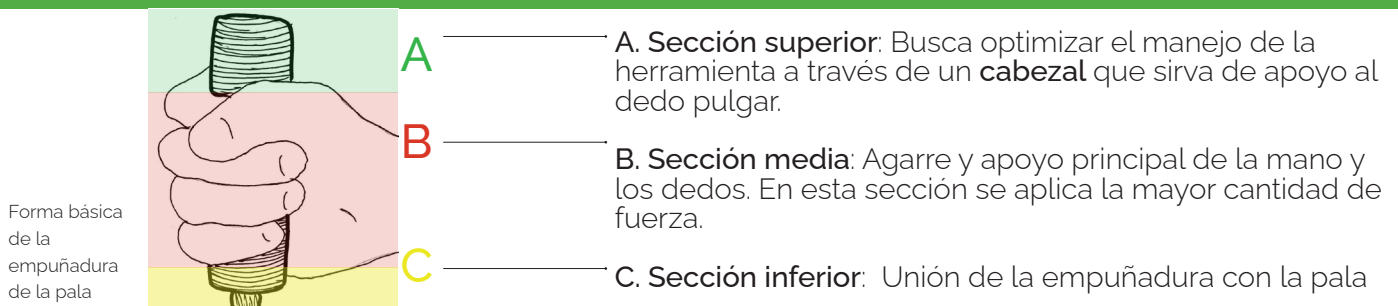 A
A. Sección superior: Busca optimizar el manejo de la
herramienta a través de un cabezal que sirva de apoyo al
dedo pulgar.
B
B. Sección media: Agarre y apoyo principal de la mano y
los dedos. En esta sección se aplica la mayor cantidad de
fuerza.
Forma básica
de la
empuñadura
de la pala
C
C. Sección inferior: Unión de la empuñadura con la pala